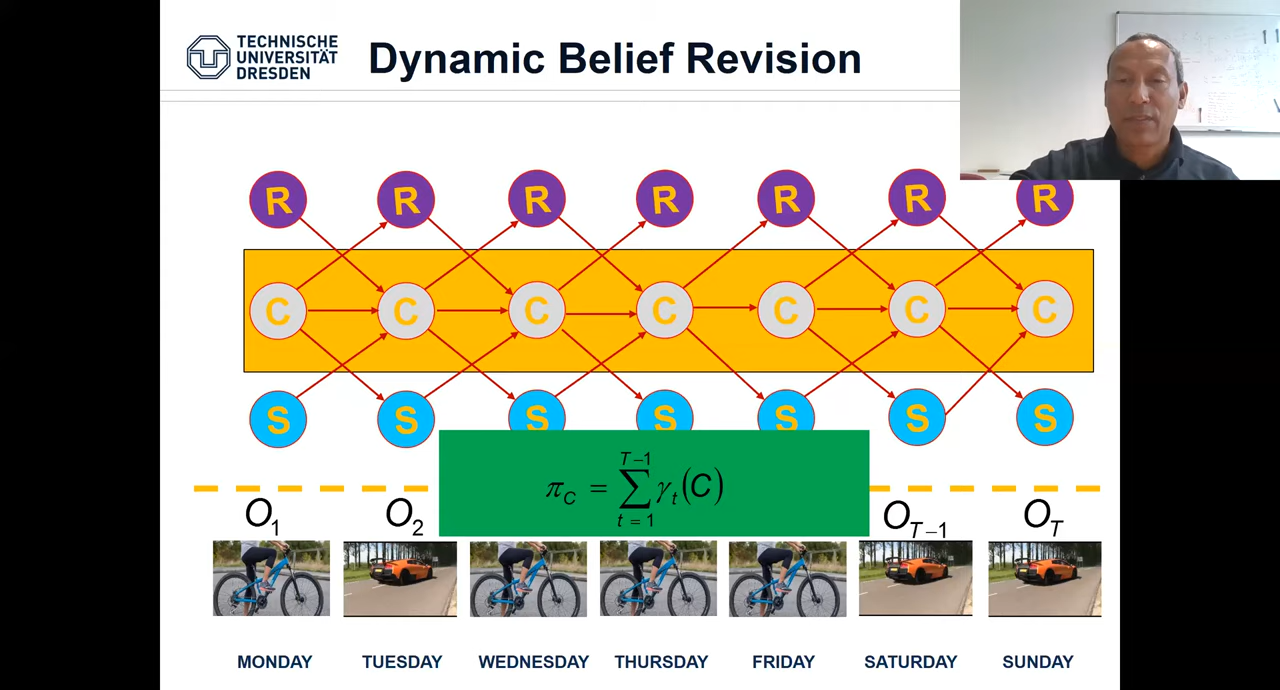 TECHNISCHE
UNIVERSITÄT
DRESDEN
Dynamic Belief Revision
R R R R R R R
C C C C C C C
S S S S S S S
π_C = \sum_{t=1}^{T-1} γ_t(C)
O_1 O_2 O_{T-1} O_T
MONDAY TUESDAY WEDNESDAY THURSDAY FRIDAY SATURDAY SUNDAY